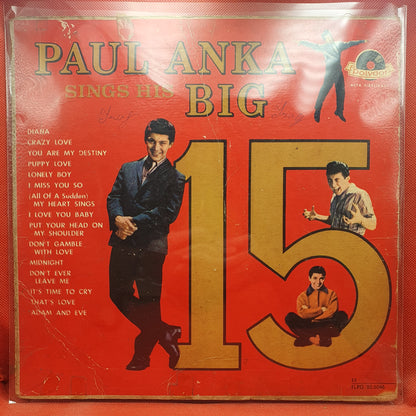 PAUL ANKA
SINGS HIS
BIG
15
Polydor
DIANA
CRAZY LOVE
YOU ARE MY DESTINY
PUPPY LOVE
LONELY BOY
I MISS YOU SO
(All Of A Sudden)
MY HEART SINGS
I LOVE YOU BABY
PUT YOUR HEAD ON
MY SHOULDER
DON'T GAMBLE
WITH LOVE
MIDNIGHT
DON'T EVER
LEAVE ME
IT'S TIME TO CRY
THAT'S LOVE
ADAM AND EVE